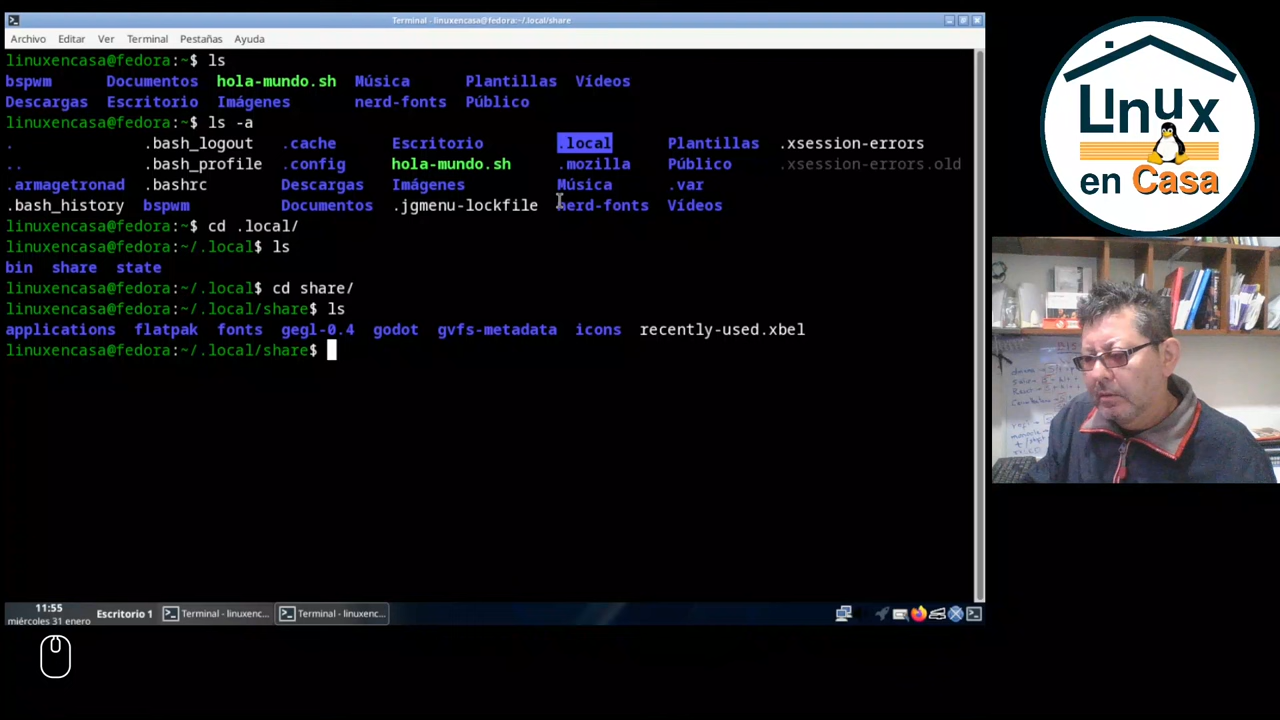 Terminal - linuxencasa@fedora:~/.local/share
Archivo Editar Ver Terminal Pestañas Ayuda
linuxencasa@fedora:~$ ls
bspwm Documentos hola-mundo.sh Música Plantillas Vídeos
Descargas Escritorio Imágenes nerd-fonts Público
linuxencasa@fedora:~$ ls -a
. .bash_logout .cache Escritorio .local Plantillas .xsession-errors
.. .bash_profile .config hola-mundo.sh .mozilla Público .xsession-errors.old
.armagetronad .bashrc Descargas Imágenes Música .var
.bash_history bspwm Documentos .jgmenu-lockfile nerd-fonts Vídeos
linuxencasa@fedora:~$ cd .local/
linuxencasa@fedora:~/.local$ ls
bin share state
linuxencasa@fedora:~/.local$ cd share/
linuxencasa@fedora:~/.local/share$ ls
applications flatpak fonts gegl-0.4 godot gvfs-metadata icons recently-used.xbel
linuxencasa@fedora:~/.local/share$
11:55
miércoles 31 enero
Escritorio 1
Terminal - linuxenc...
Terminal - linuxenc...
LInux
en Casa